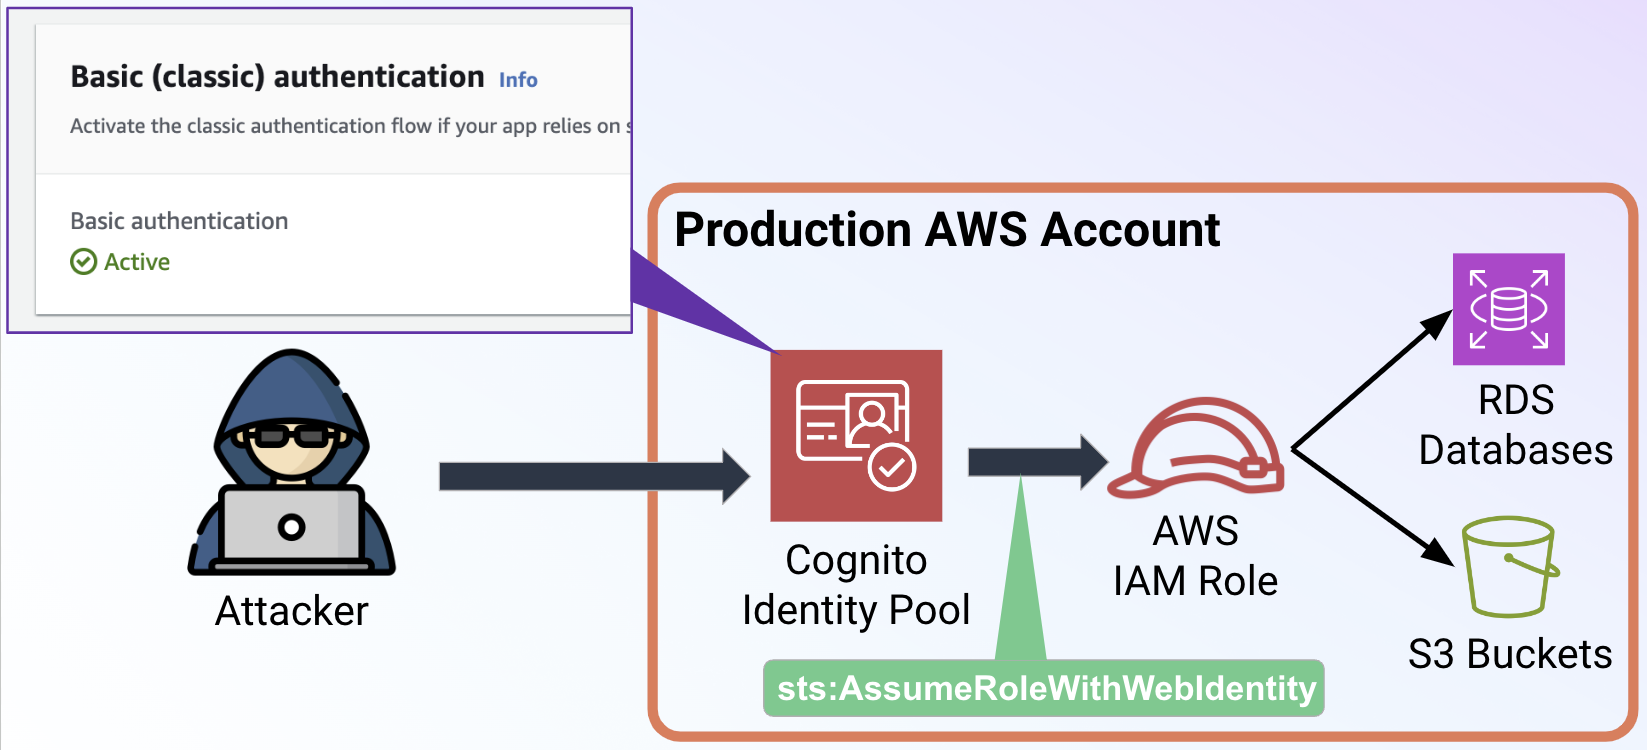 Basic (classic) authentication Info
Activate the classic authentication flow if your app relies on
Basic authentication
Active
Production AWS Account
Attacker
Cognito
Identity Pool
AWS
IAM Role
RDS
Databases
S3 Buckets
sts:AssumeRoleWithWebIdentity